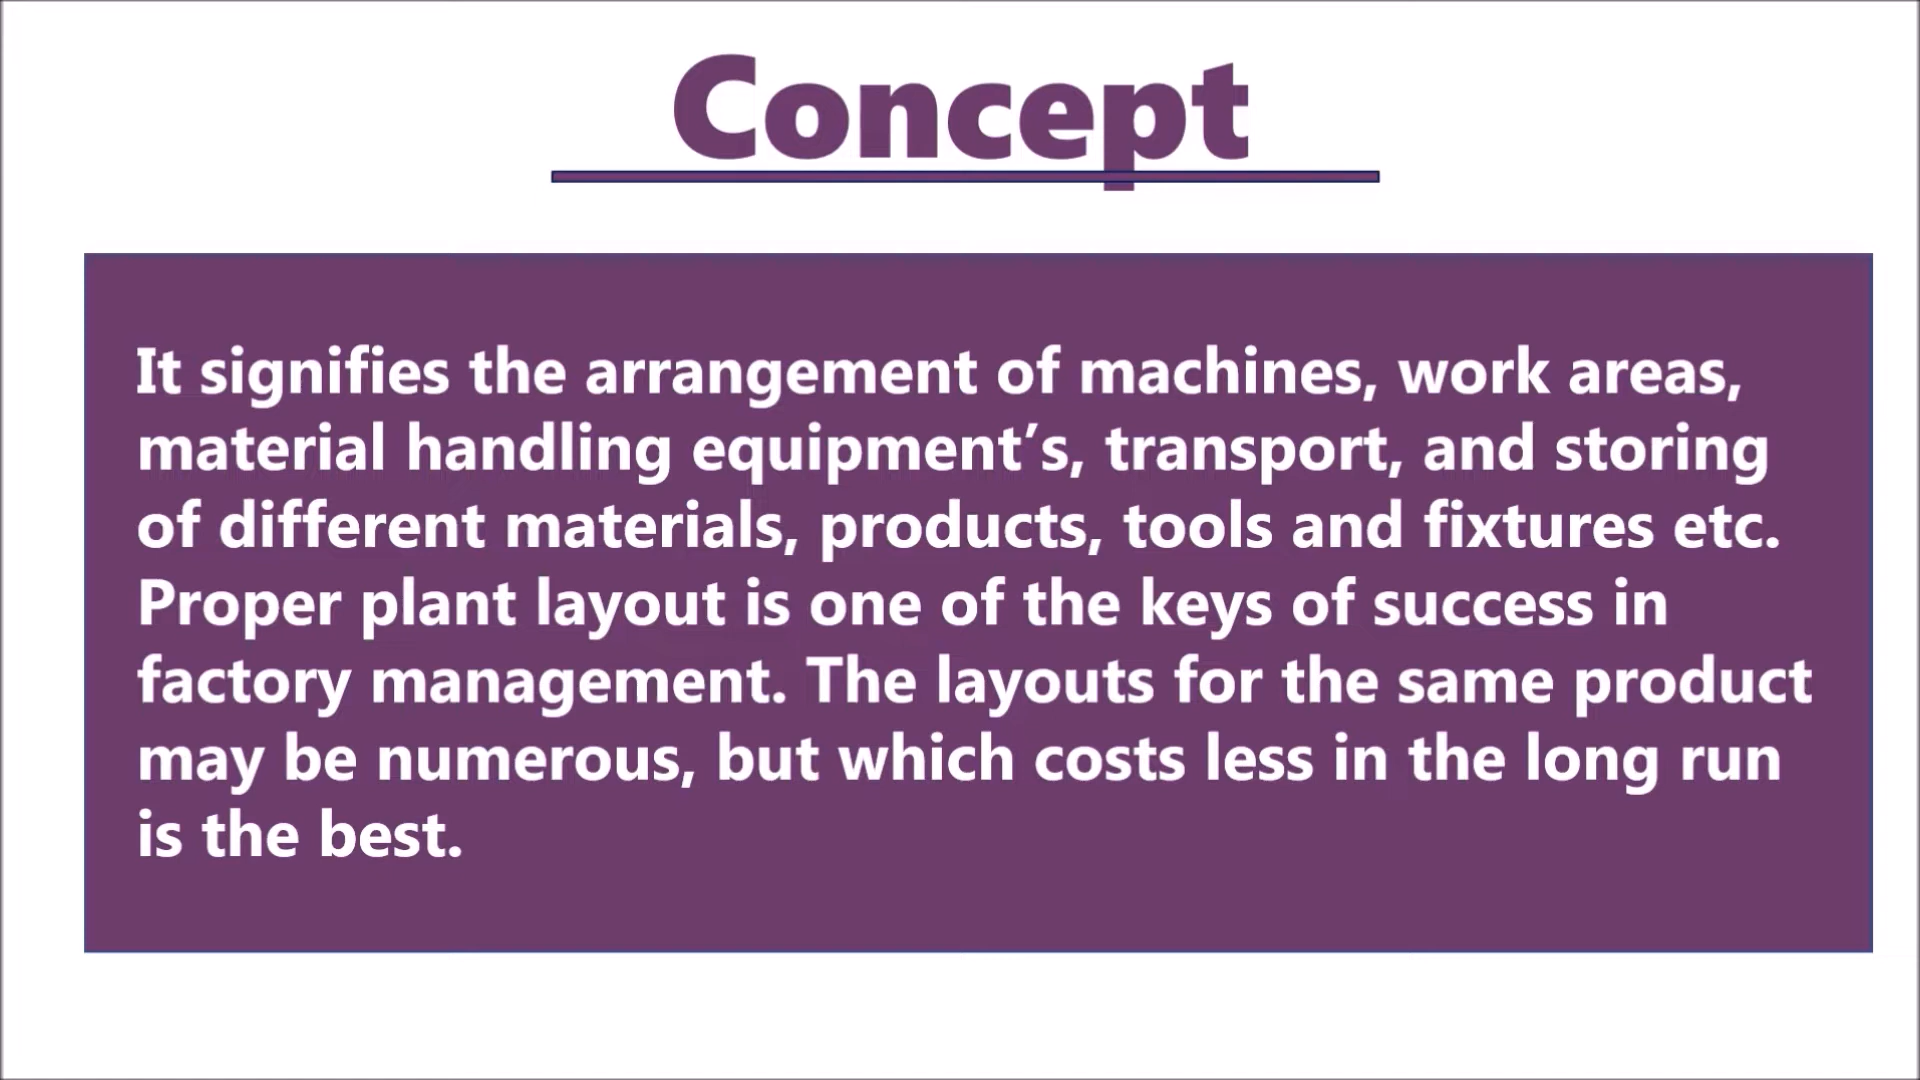 Concept
It signifies the arrangement of machines, work areas,
material handling equipment’s, transport, and storing
of different materials, products, tools and fixtures etc.
Proper plant layout is one of the keys of success in
factory management. The layouts for the same product
may be numerous, but which costs less in the long run
is the best.